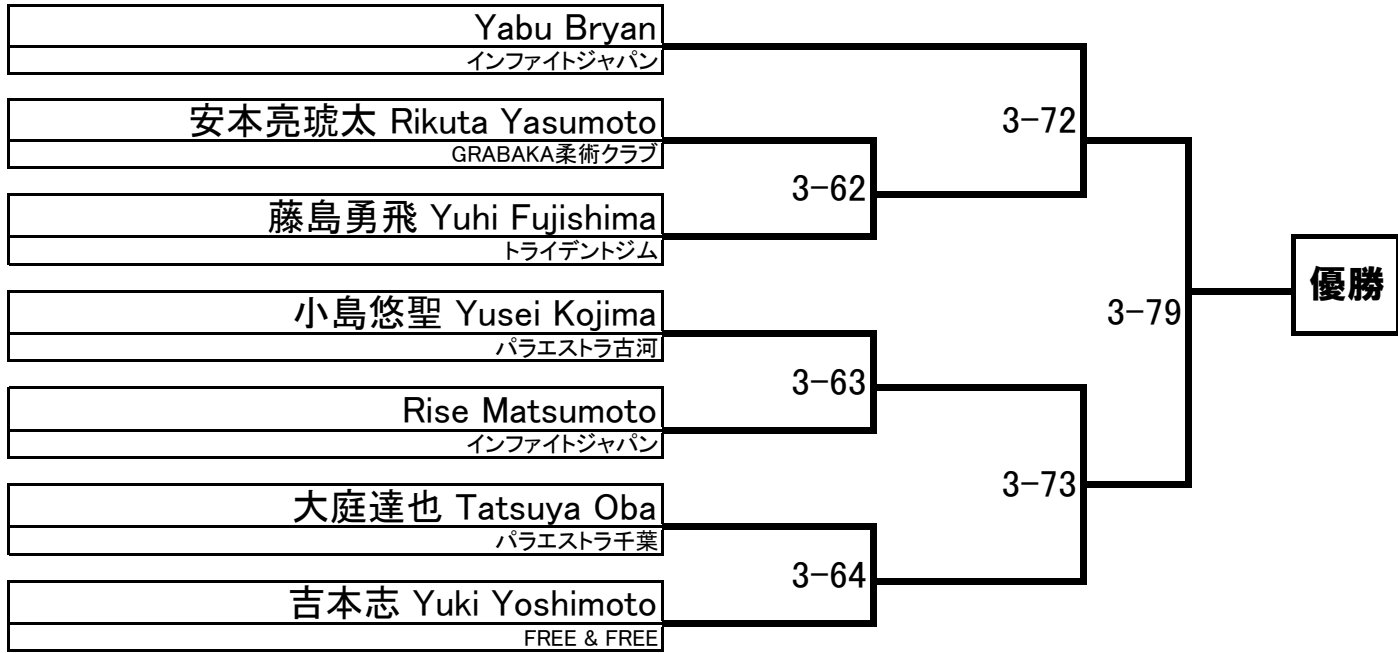 Yabu Bryan
インファイトジャパン
安本亮琥太 Rikuta Yasumoto
GRABAKA柔術クラブ
藤島勇飛 Yuhi Fujishima
トライデントジム
小島悠聖 Yusei Kojima
パラエストラ古河
Rise Matsumoto
インファイトジャパン
大庭達也 Tatsuya Oba
パラエストラ千葉
吉本志 Yuki Yoshimoto
FREE & FREE
3-62
3-63
3-64
3-72
3-73
3-79
優勝